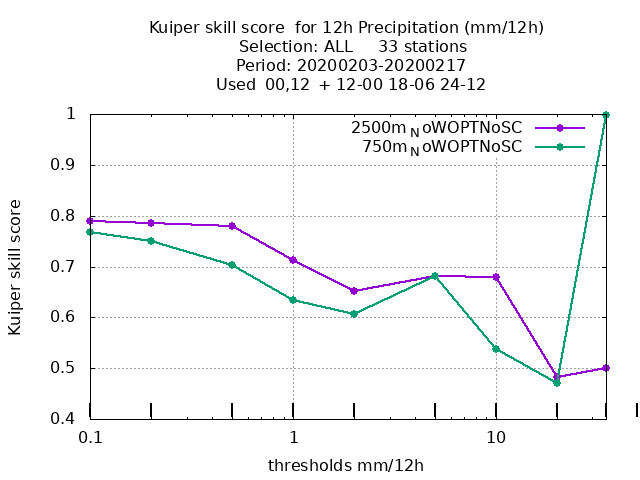 Kuiper skill score  for 12h Precipitation (mm/12h)
Selection: ALL     33 stations
Period: 20200203-20200217
Used  00,12  + 12-00 18-06 24-12
2500m_NoWOPTNoSC
750m_NoWOPTNoSC
Kuiper skill score
1
0.9
0.8
0.7
0.6
0.5
0.4
0.1
1
10
thresholds mm/12h